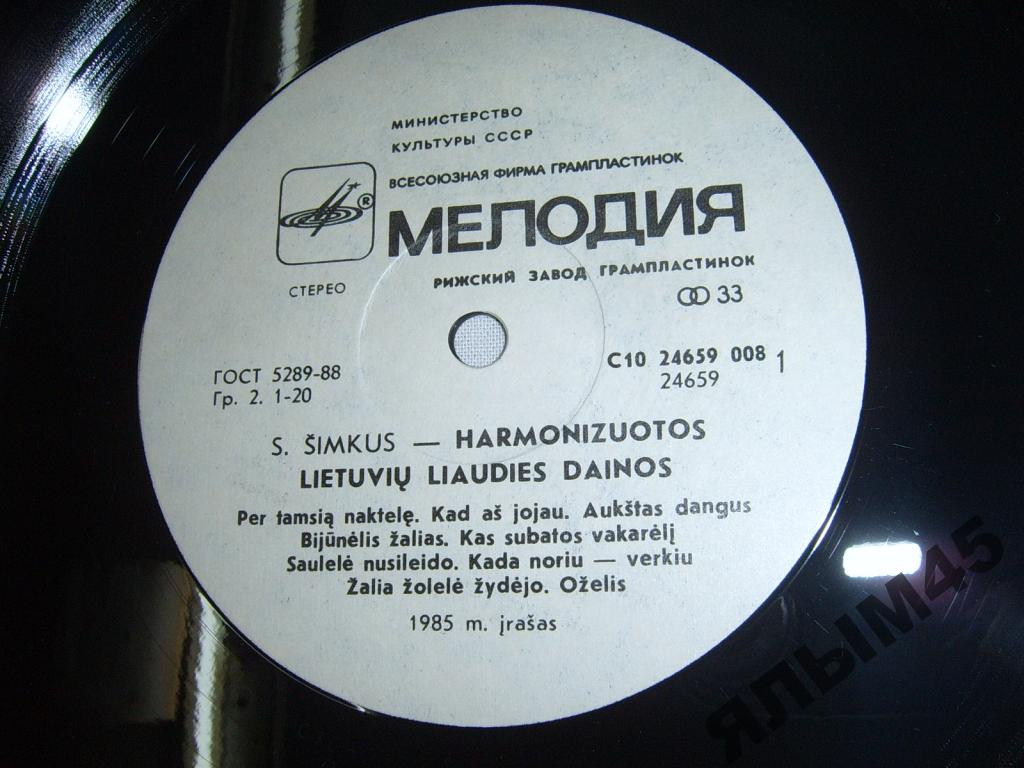 МИНИСТЕРСТВО
КУЛЬТУРЫ СССР
ВСЕСОЮЗНАЯ ФИРМА ГРАМПЛАСТИНОК
®
МЕЛОДИЯ
РИЖСКИЙ ЗАВОД ГРАМПЛАСТИНОК
СТЕРЕО
33
ГОСТ 5289-88
Гр. 2. 1-20
С10 24659 008
24659
1
S. ŠIMKUS — HARMONIZUOTOS
LIETUVIŲ LIAUDIES DAINOS
Per tamsią naktelę. Kad aš jojau. Aukštas dangus
Bijūnėlis žalias. Kas subatos vakarėlį
Saulelė nusileido. Kada noriu — verkiu
Žalia žolelė žydėjo. Oželis
1985 m. įrašas
ЯЛЫМ45